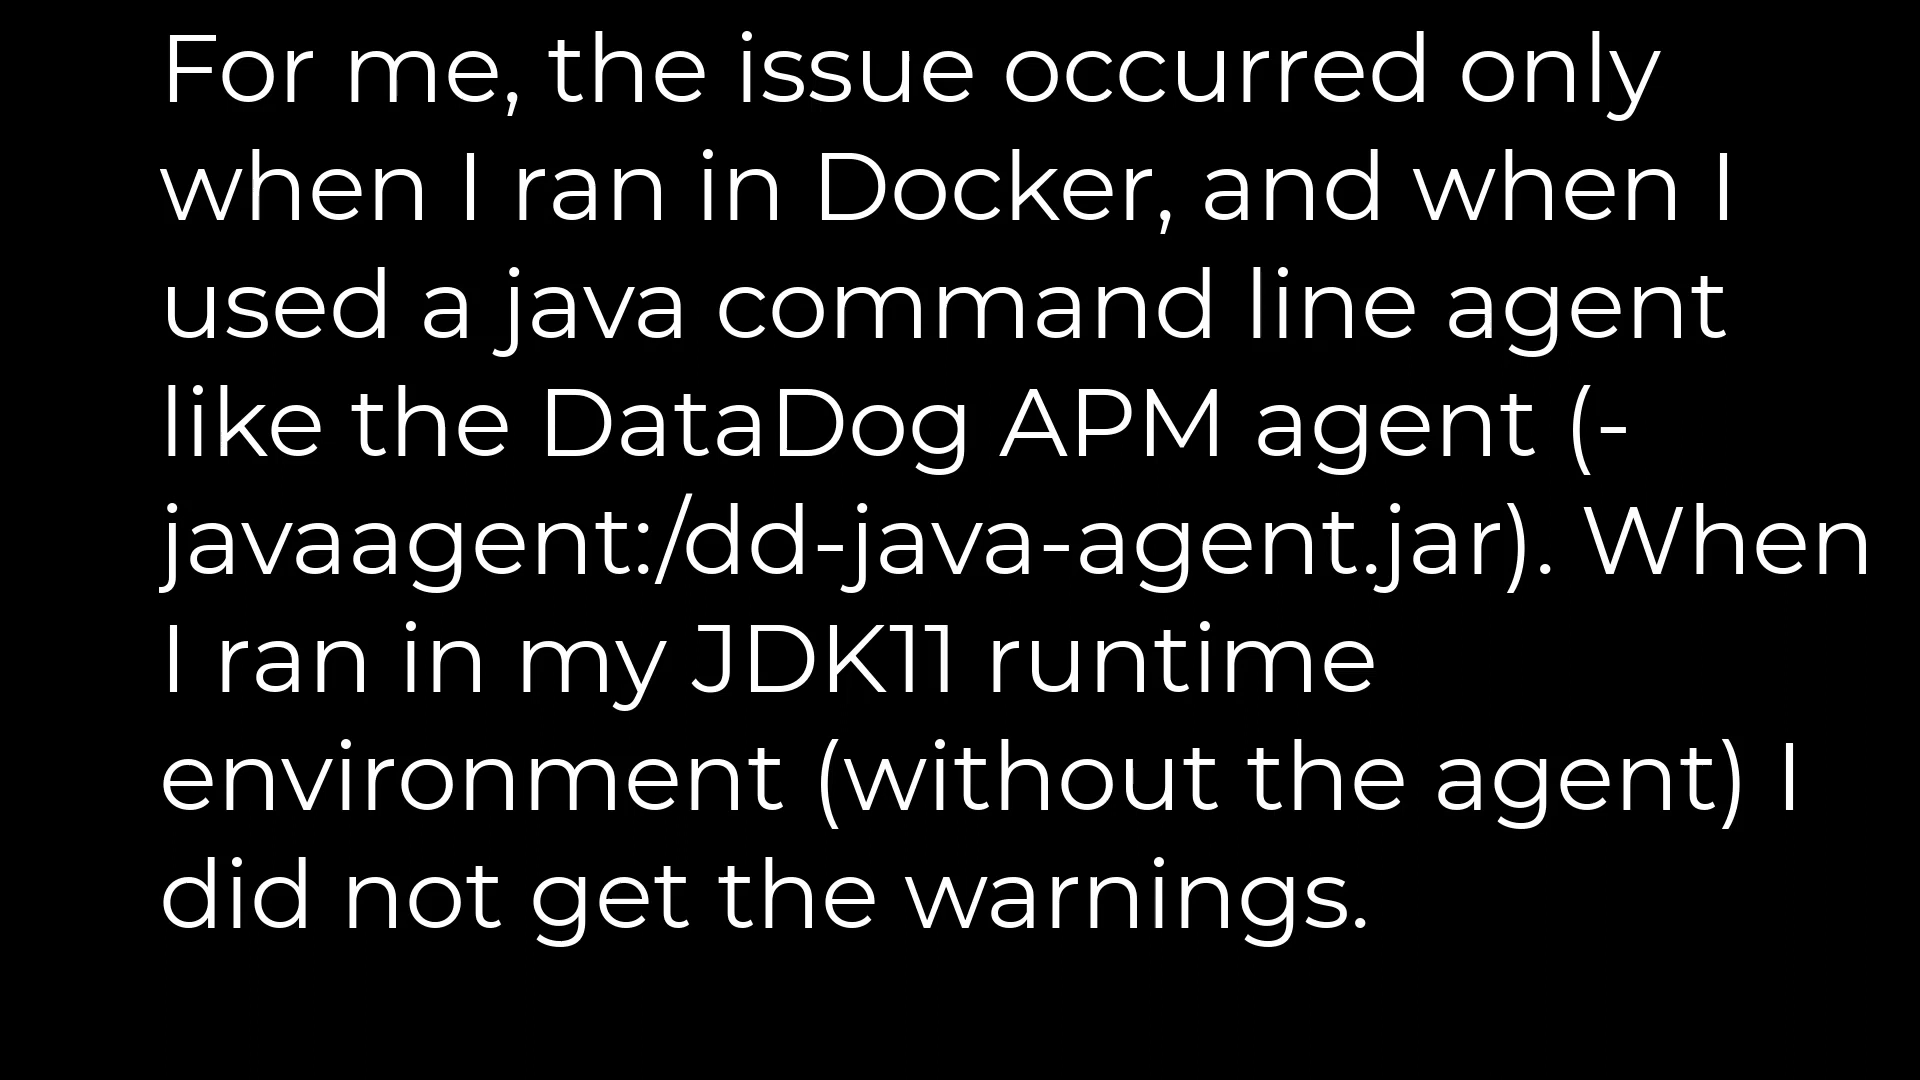 For me, the issue occurred only
when I ran in Docker, and when I
used a java command line agent
like the DataDog APM agent (-
javaagent:/dd-java-agent.jar). When
I ran in my JDK11 runtime
environment (without the agent) I
did not get the warnings.